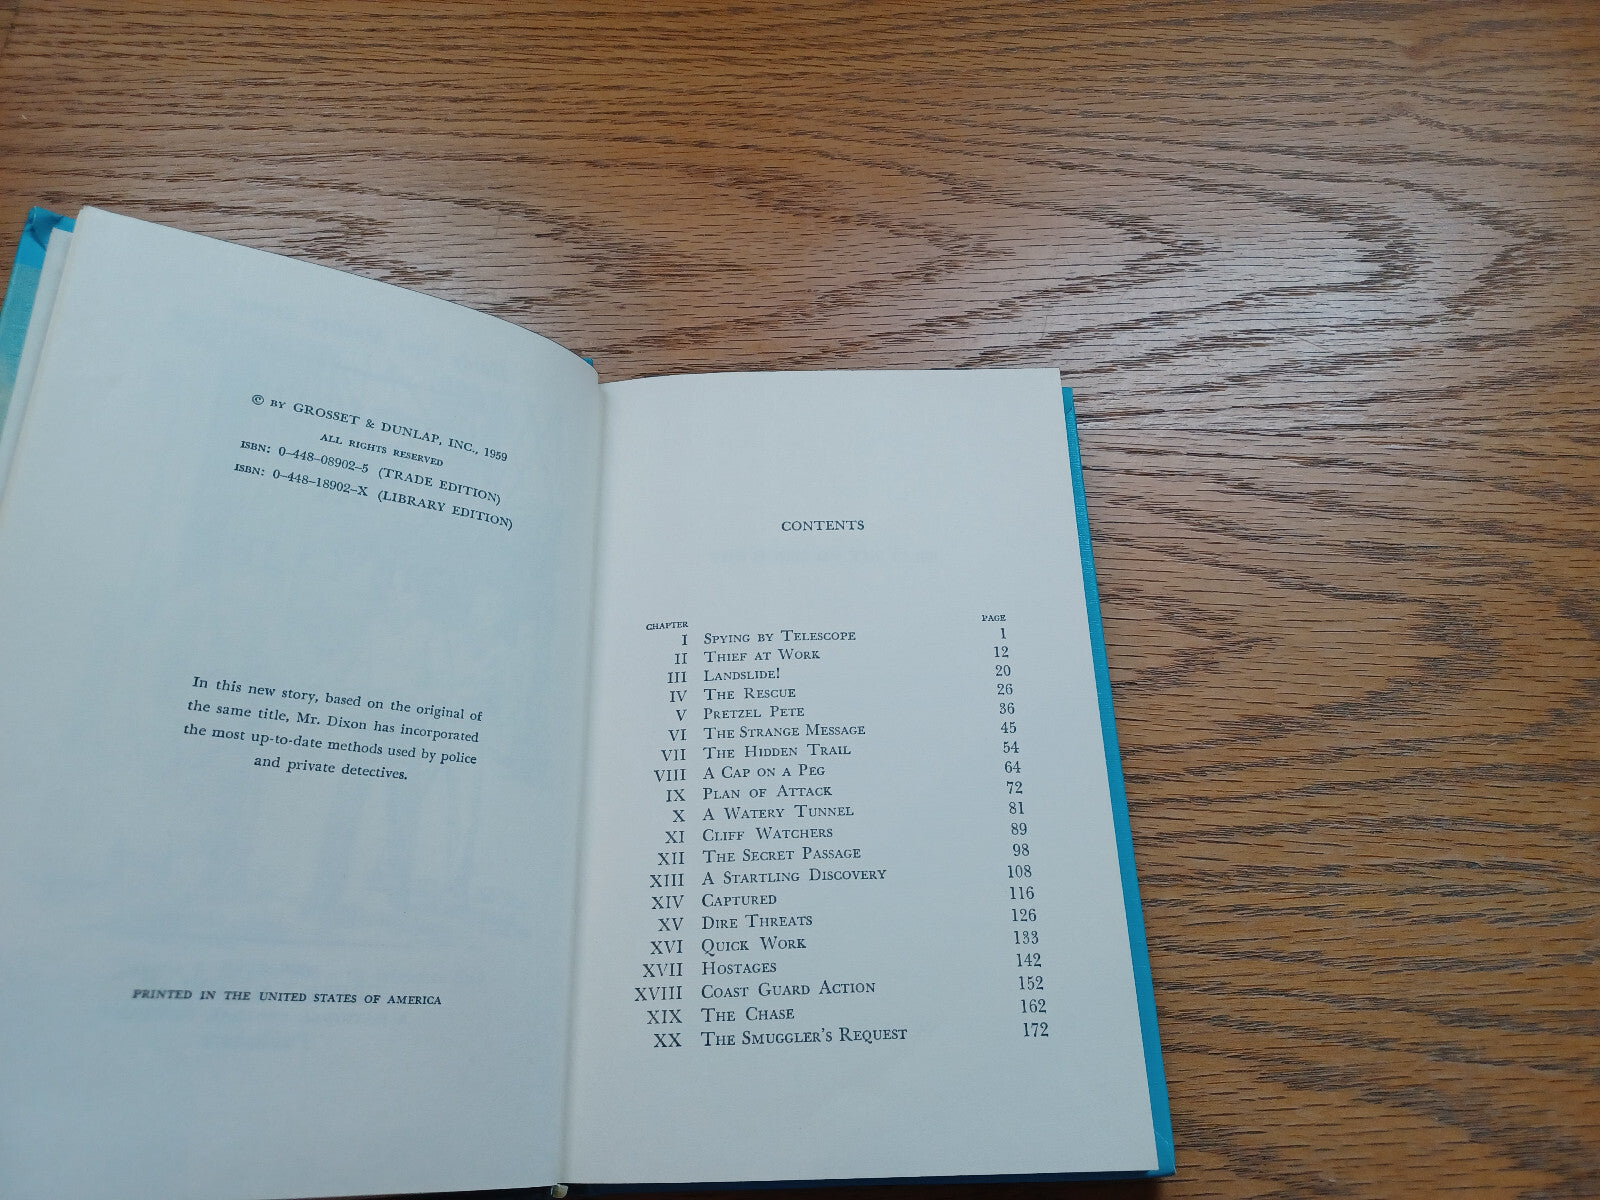 © BY GROSSET & DUNLAP, INC., 1959
ALL RIGHTS RESERVED
ISBN: 0-448-08902-5 (TRADE EDITION)
ISBN: 0-448-18902-X (LIBRARY EDITION)
In this new story, based on the original of
the same title, Mr. Dixon has incorporated
the most up-to-date methods used by police
and private detectives.
PRINTED IN THE UNITED STATES OF AMERICA
CONTENTS
CHAPTER PAGE
I SPYING BY TELESCOPE 1
II THIEF AT WORK 12
III LANDSLIDE! 20
IV THE RESCUE 26
V PRETZEL PETE 36
VI THE STRANGE MESSAGE 45
VII THE HIDDEN TRAIL 54
VIII A CAP ON A PEG 64
IX PLAN OF ATTACK 72
X A WATERY TUNNEL 81
XI CLIFF WATCHERS 89
XII THE SECRET PASSAGE 98
XIII A STARTLING DISCOVERY 108
XIV CAPTURED 116
XV DIRE THREATS 126
XVI QUICK WORK 133
XVII HOSTAGES 142
XVIII COAST GUARD ACTION 152
XIX THE CHASE 162
XX THE SMUGGLER'S REQUEST 172